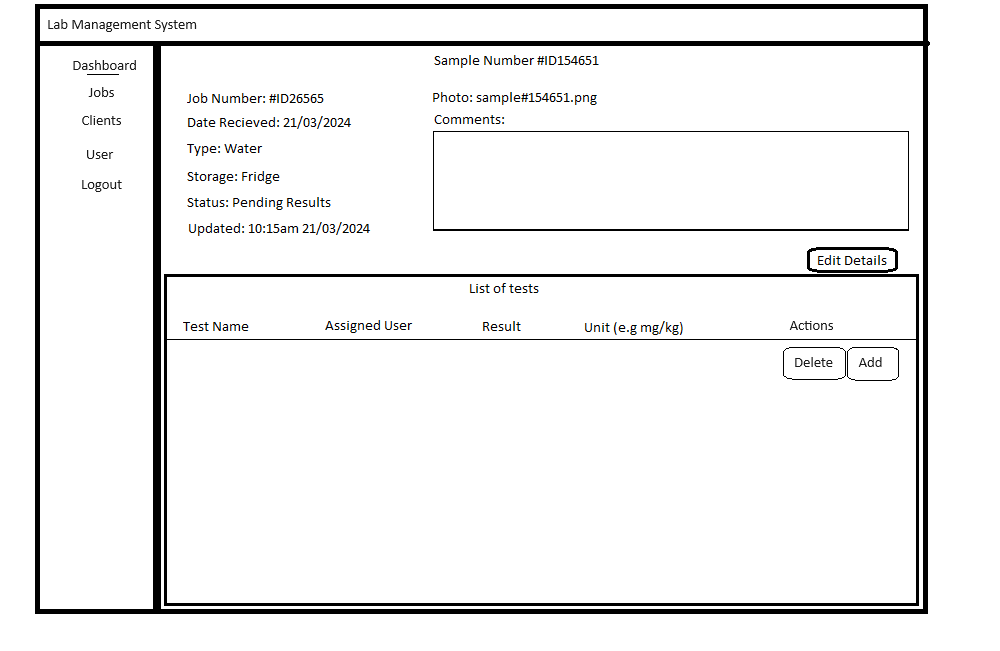 Lab Management System
Dashboard
Jobs
Clients
User
Logout
Sample Number #ID154651
Job Number: #ID26565
Date Recieved: 21/03/2024
Type: Water
Storage: Fridge
Status: Pending Results
Updated: 10:15am 21/03/2024
Photo: sample#154651.png
Comments:
Edit Details
List of tests
Test Name Assigned User Result Unit (e.g mg/kg) Actions
Delete Add